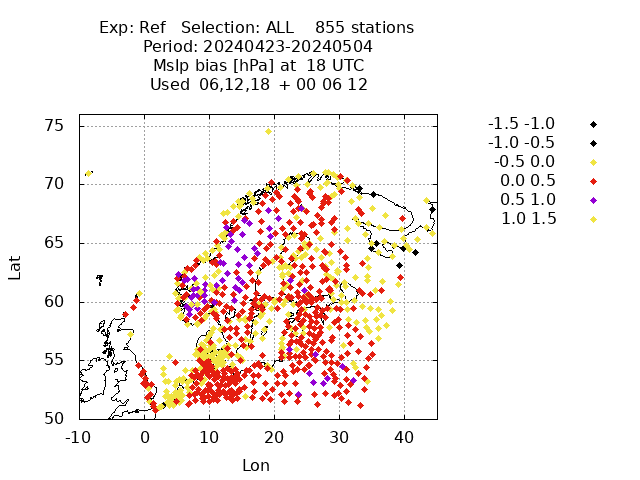 Exp: Ref   Selection: ALL    855 stations
Period: 20240423-20240504
Mslp bias [hPa] at  18 UTC
Used  06,12,18  + 00 06 12
-1.5 -1.0
-1.0 -0.5
-0.5 0.0
0.0 0.5
0.5 1.0
1.0 1.5
75
70
65
60
55
50
Lat
-10 0 10 20 30 40
Lon